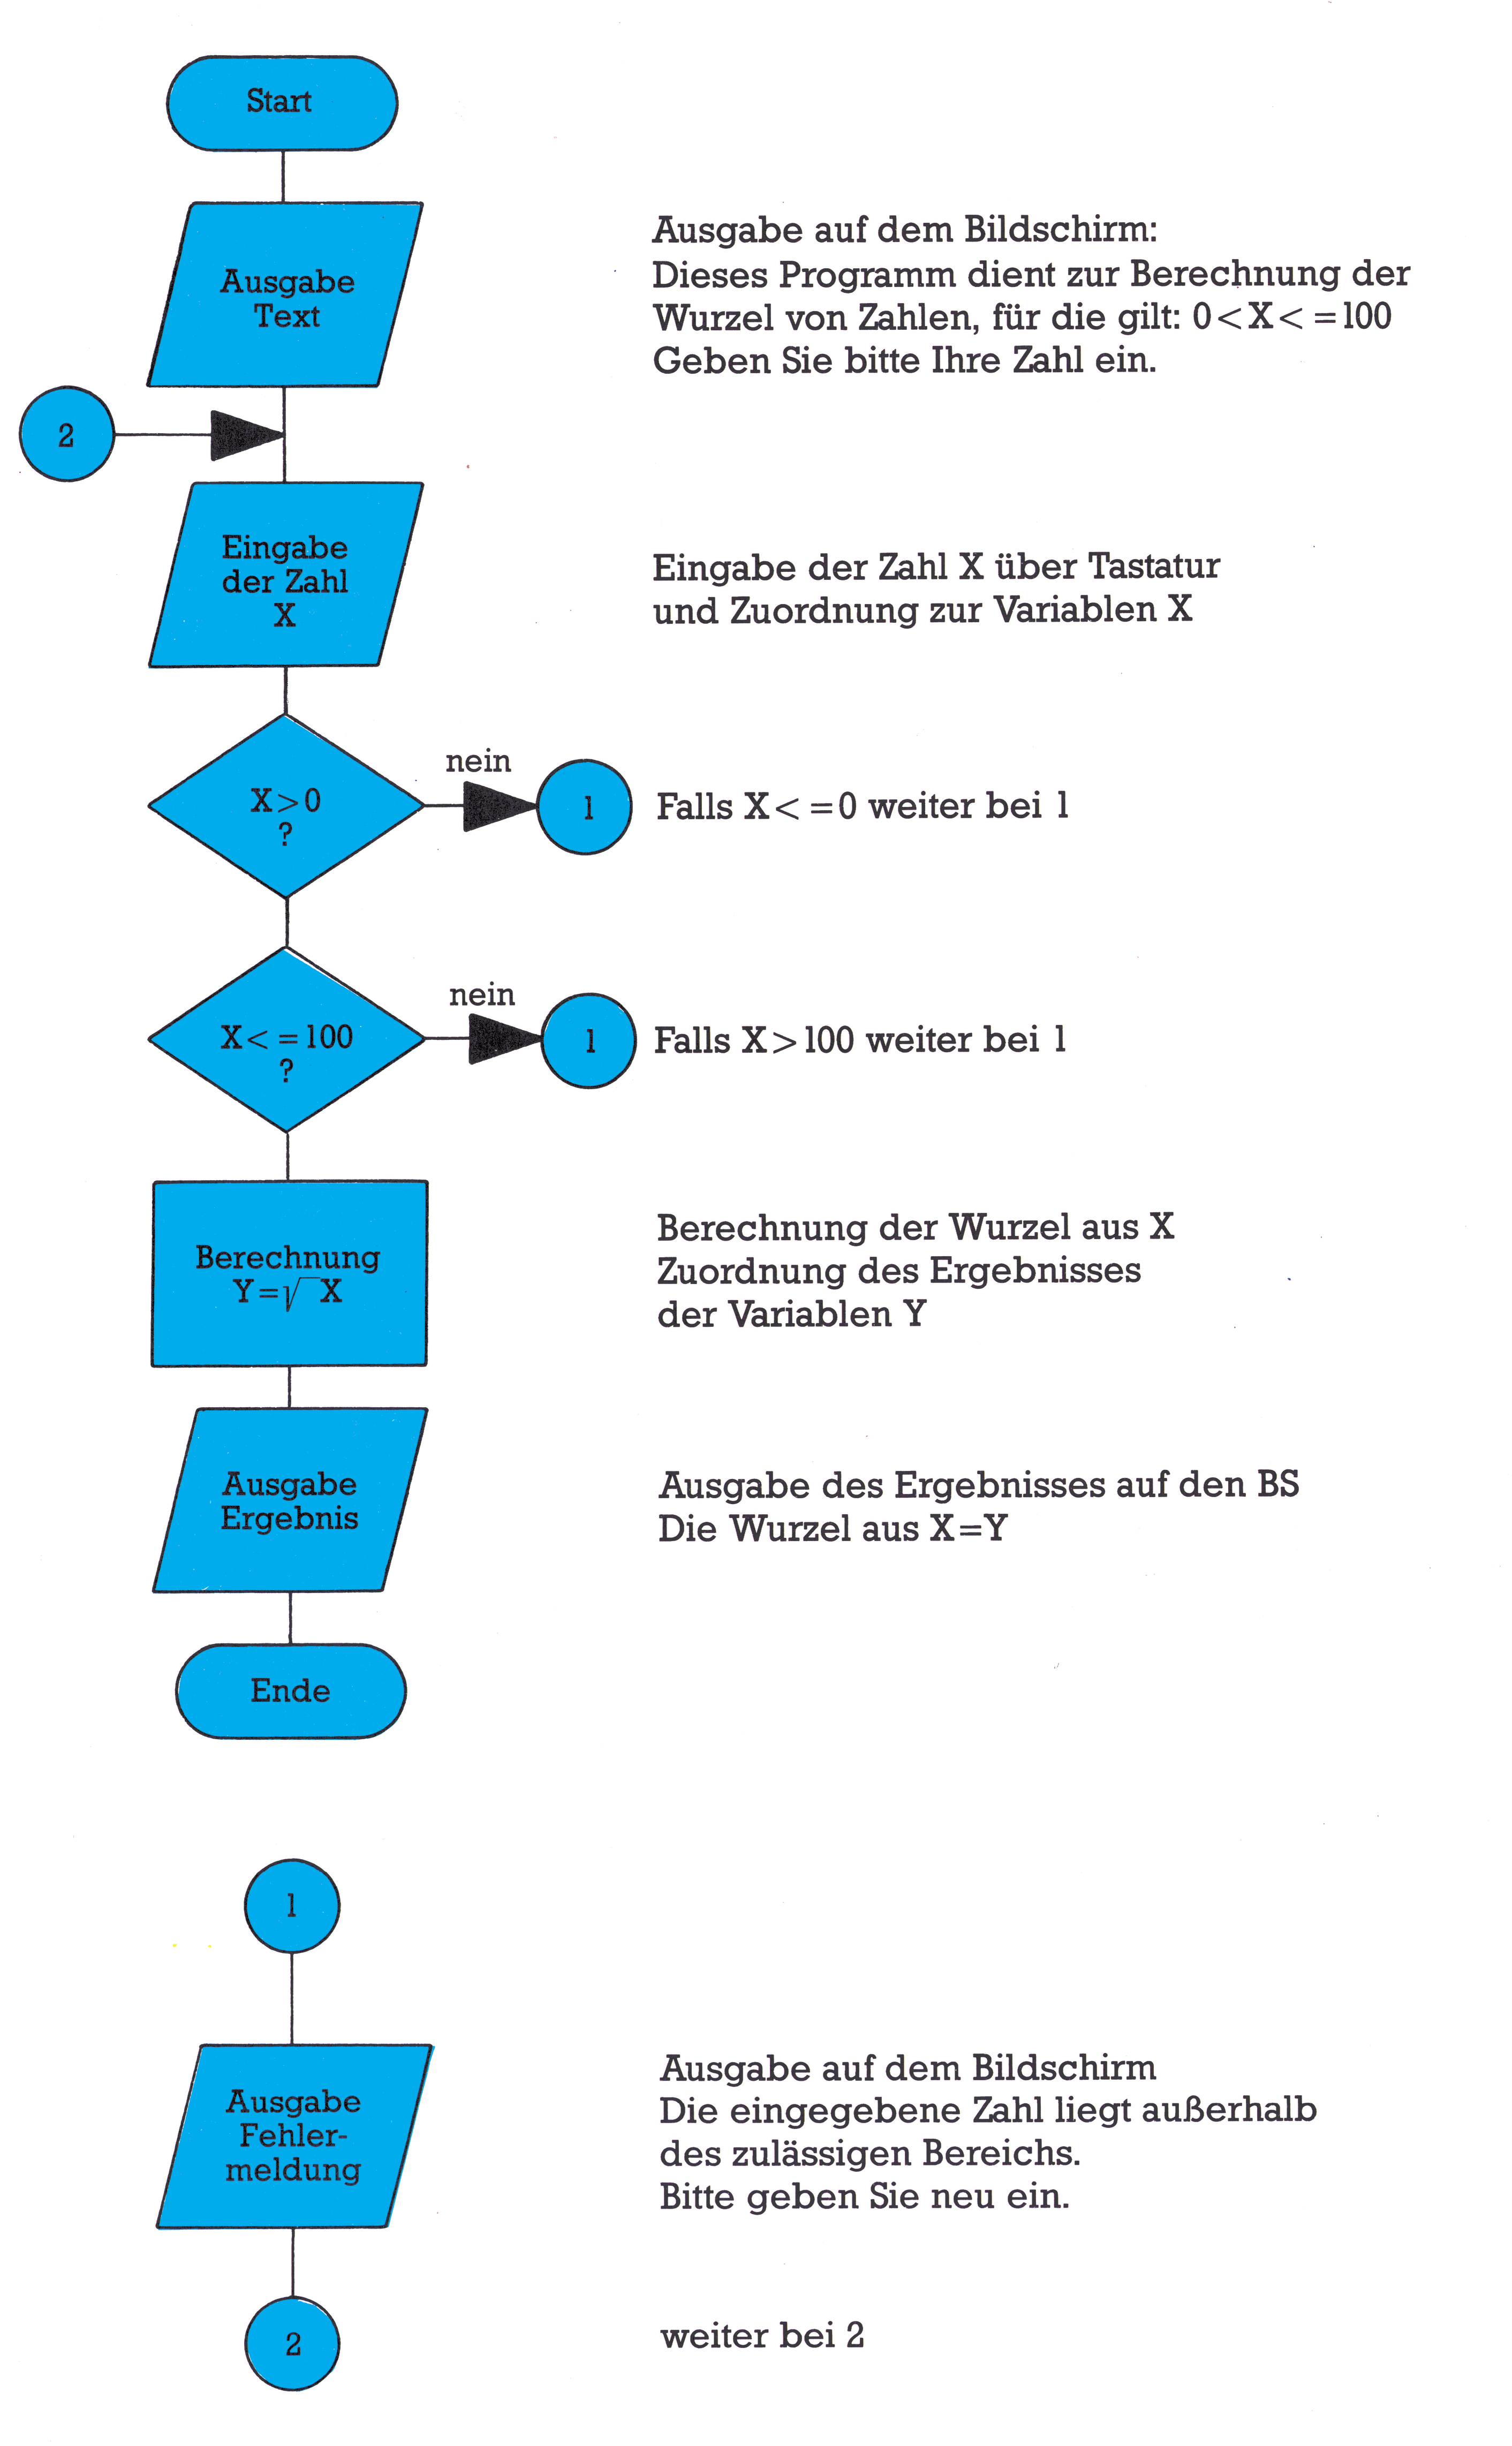 Start
Ausgabe
Text
Ausgabe auf dem Bildschirm:
Dieses Programm dient zur Berechnung der
Wurzel von Zahlen, für die gilt: 0<X<=100
Geben Sie bitte Ihre Zahl ein.
2
Eingabe
der Zahl
X
Eingabe der Zahl X über Tastatur
und Zuordnung zur Variablen X
X>0
?
nein
1
Falls X<=0 weiter bei 1
X<=100
?
nein
1
Falls X>100 weiter bei 1
Berechnung
Y=√X
Berechnung der Wurzel aus X
Zuordnung des Ergebnisses
der Variablen Y
Ausgabe
Ergebnis
Ausgabe des Ergebnisses auf den BS
Die Wurzel aus X=Y
Ende
1
Ausgabe
Fehler-
meldung
Ausgabe auf dem Bildschirm
Die eingegebene Zahl liegt außerhalb
des zulässigen Bereichs.
Bitte geben Sie neu ein.
2
weiter bei 2